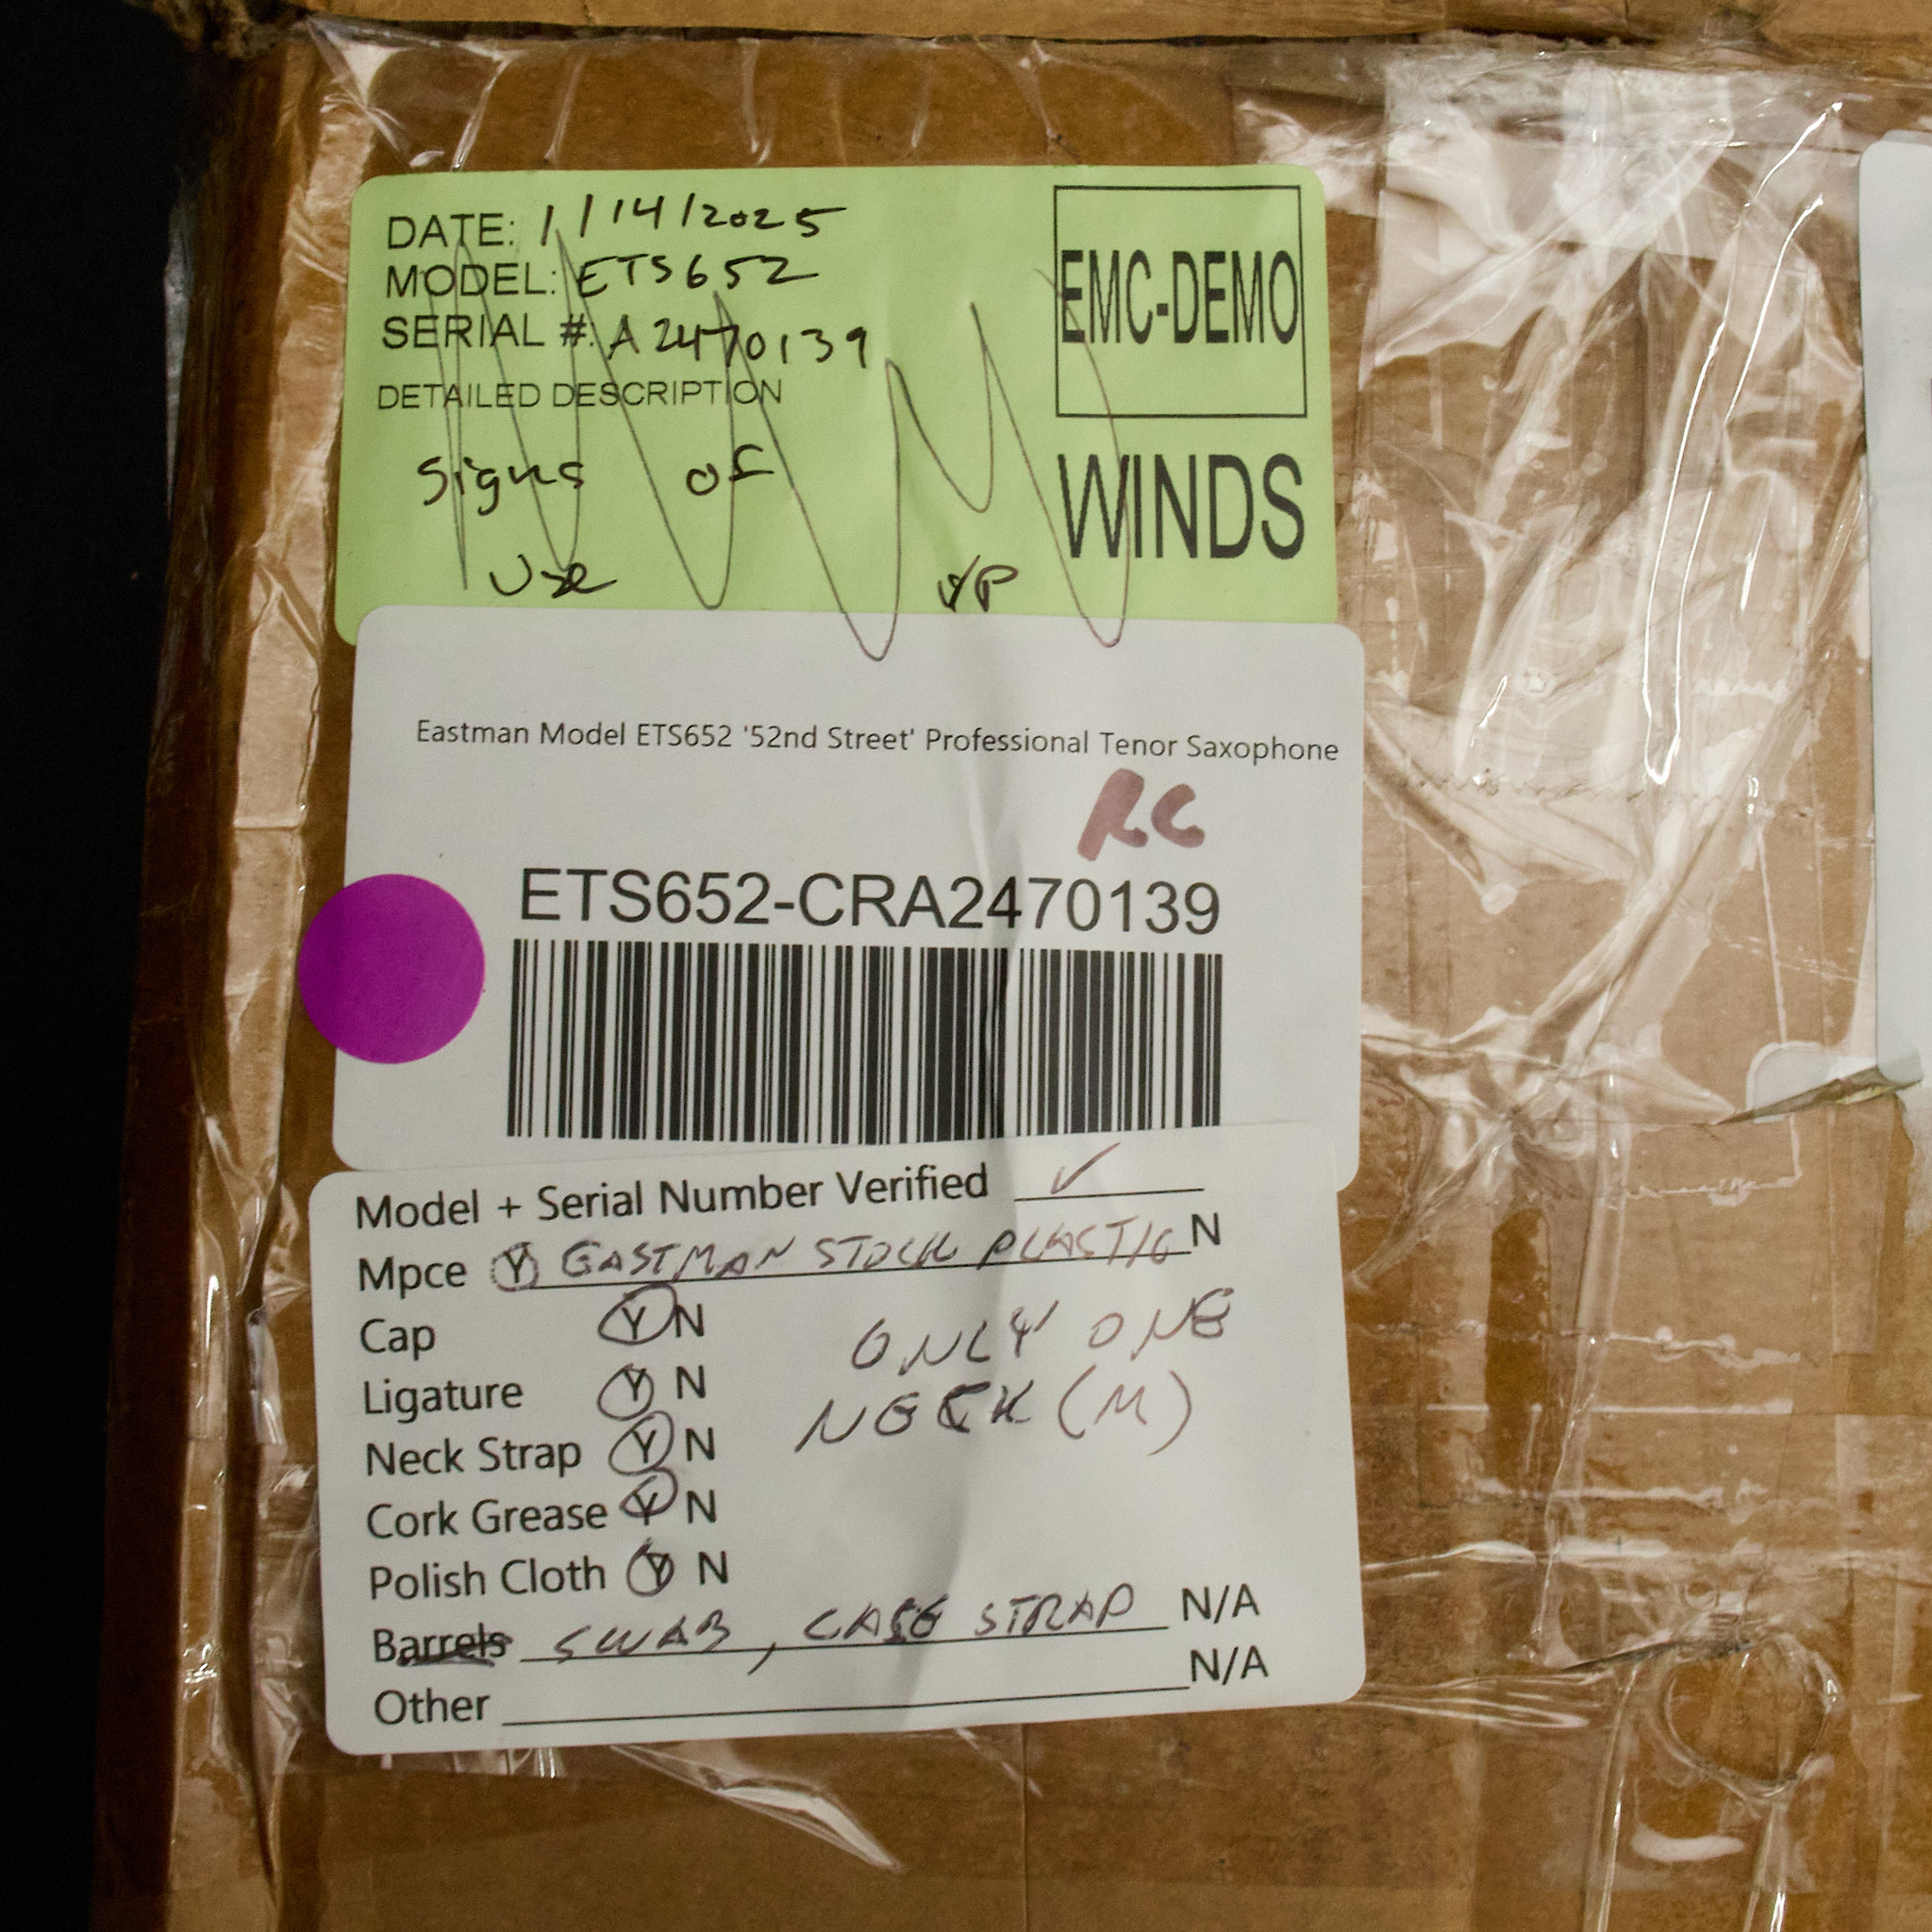 DATE: 1/14/2025
MODEL: ETS652
SERIAL #: A2470139
DETAILED DESCRIPTION
Signs of
Use
EMC-DEMO
WINDS
Eastman Model ETS652 '52nd Street' Professional Tenor Saxophone
RC
ETS652-CRA2470139
Model + Serial Number Verified ✓
Mpce Y EASTMAN STOCK PLASTIC N
Cap Y N
ONLY ONE
Ligature Y N
NECK (M)
Neck Strap Y N
Cork Grease Y N
Polish Cloth Y N
Barrels SWAB, CASE STRAP N/A
Other N/A